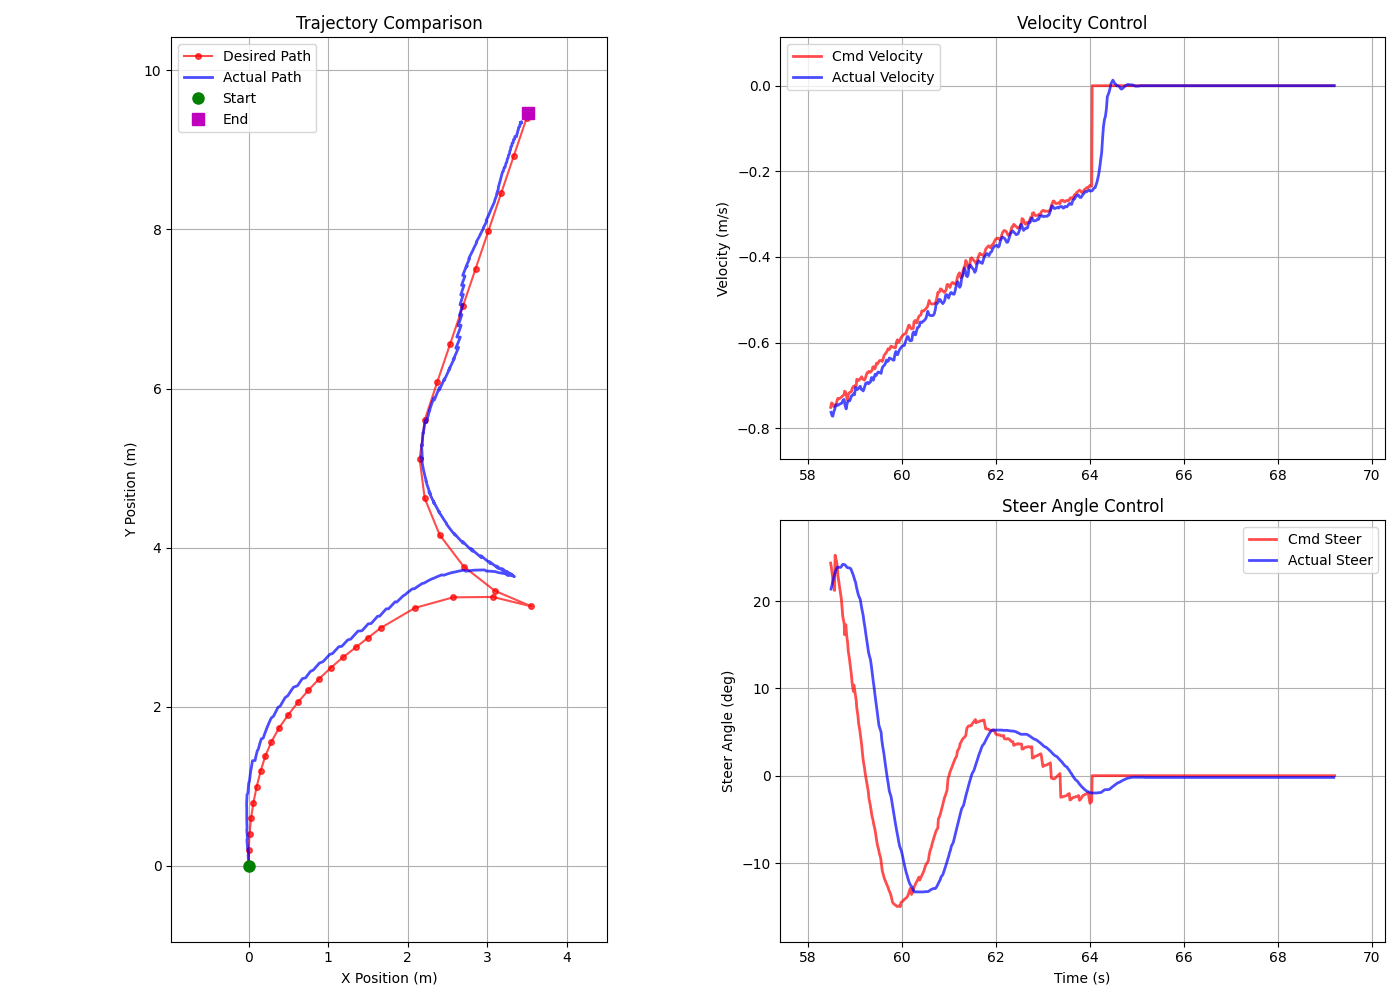 Trajectory Comparison
Desired Path
Actual Path
Start
End
10
8
6
4
2
0
0
1
2
3
4
Y Position (m)
X Position (m)
Velocity Control
Cmd Velocity
Actual Velocity
0.0
−0.2
−0.4
−0.6
−0.8
58
60
62
64
66
68
70
Velocity (m/s)
Steer Angle Control
Cmd Steer
Actual Steer
20
10
0
−10
58
60
62
64
66
68
70
Steer Angle (deg)
Time (s)